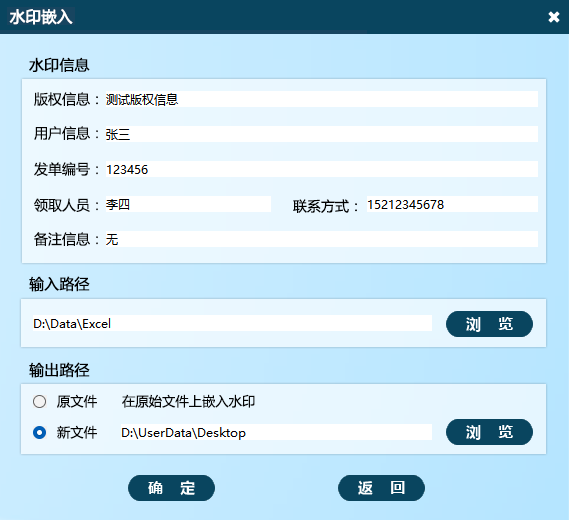 水印嵌入
水印信息
版权信息：测试版权信息
用户信息：张三
发单编号：123456
领取人员：李四 联系方式：15212345678
备注信息：无
输入路径
D:\Data\Excel 浏 览
输出路径
原文件 在原始文件上嵌入水印
新文件 D:\UserData\Desktop 浏 览
确 定 返 回